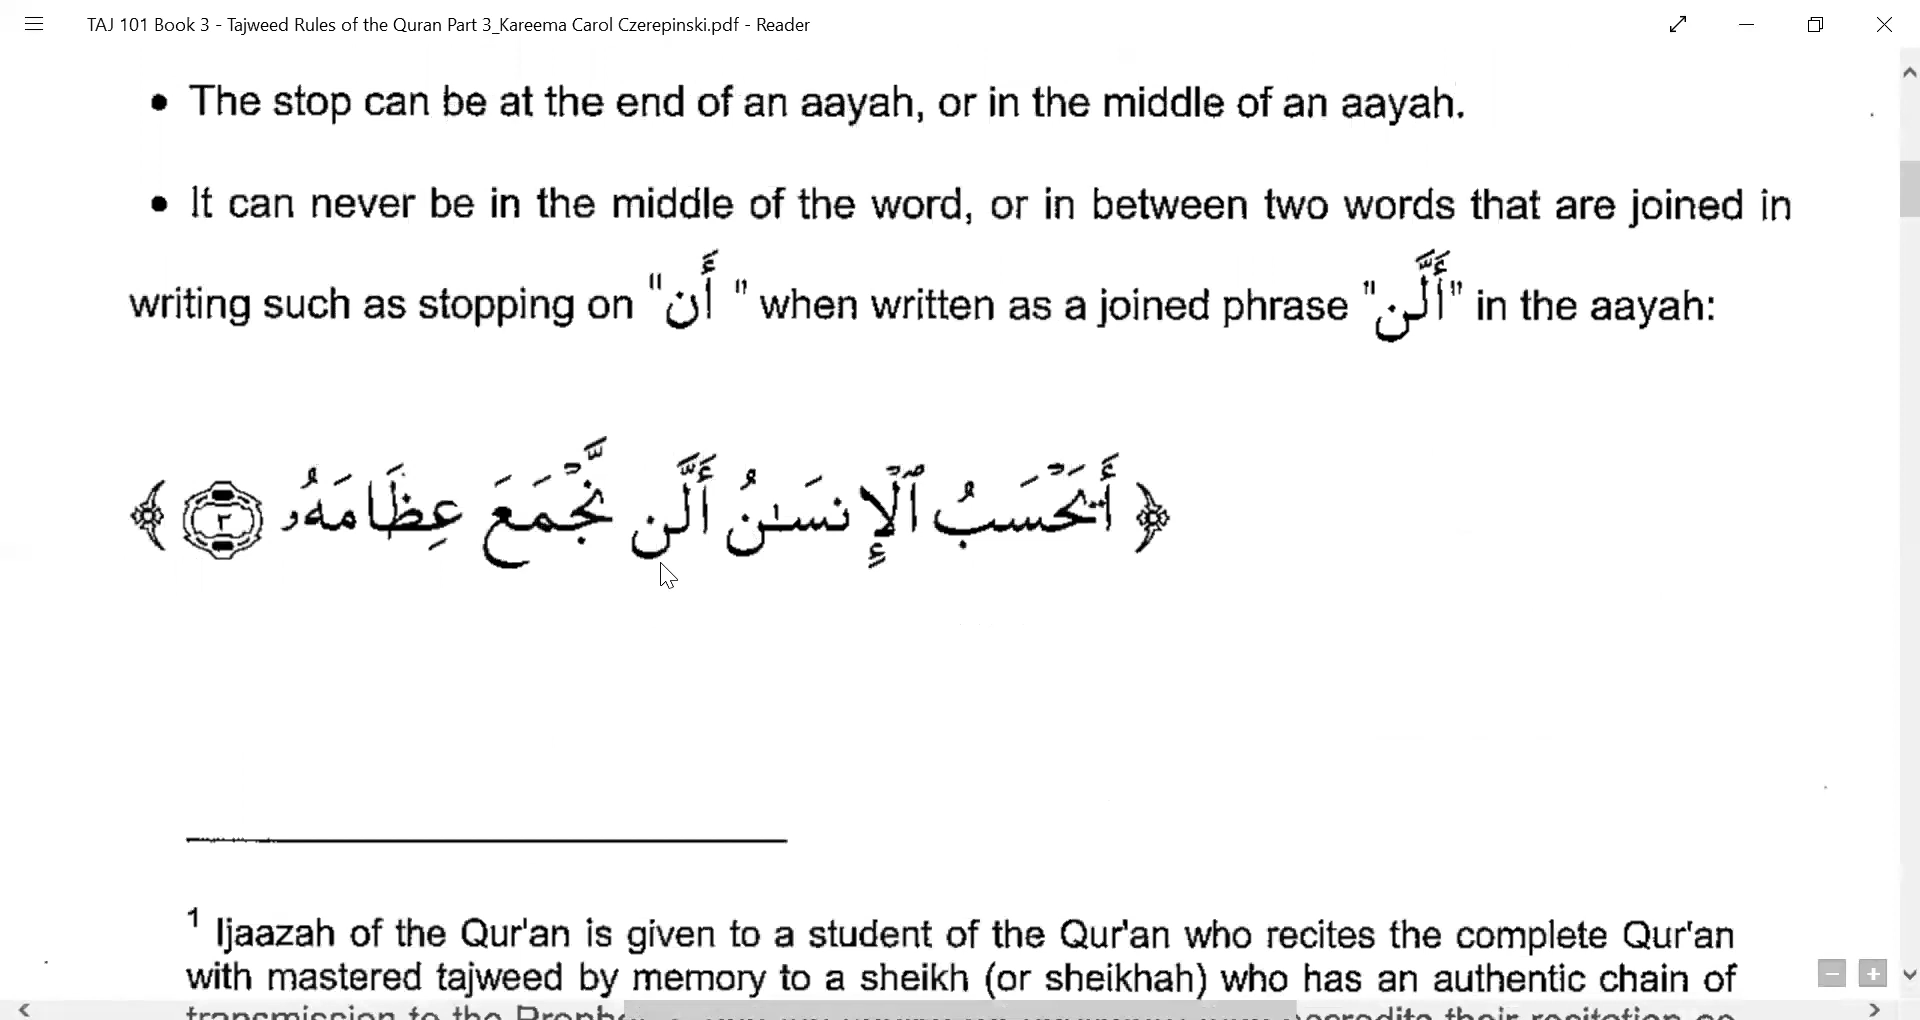 TAJ 101 Book 3 - Tajweed Rules of the Quran Part 3_Kareema Carol Czerepinski.pdf - Reader
• The stop can be at the end of an aayah, or in the middle of an aayah.
• It can never be in the middle of the word, or in between two words that are joined in
writing such as stopping on "أَن" when written as a joined phrase "أَلَّن" in the aayah:
﴿ أَيَحْسَبُ ٱلْإِنسَـٰنُ أَلَّن نَّجْمَعَ عِظَامَهُۥ ٣ ﴾
1 Ijaazah of the Qur'an is given to a student of the Qur'an who recites the complete Qur'an
with mastered tajweed by memory to a sheikh (or sheikhah) who has an authentic chain of
transmission to the